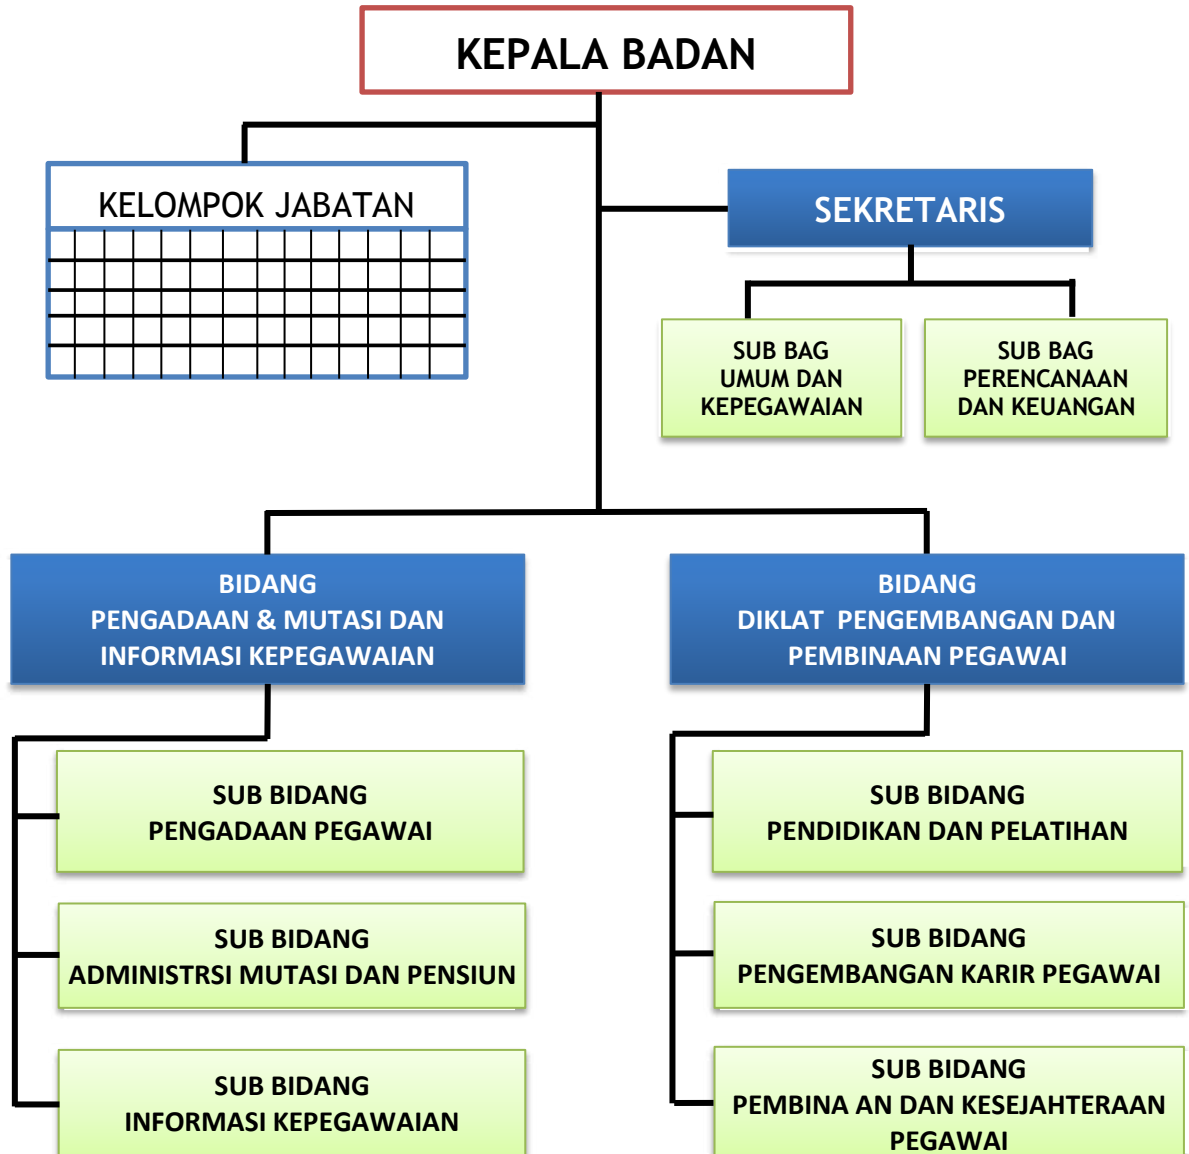 KEPALA BADAN
KELOMPOK JABATAN
SEKRETARIS
SUB BAG
UMUM DAN
KEPEGAWAIAN
SUB BAG
PERENCANAAN
DAN KEUANGAN
BIDANG
PENGADAAN & MUTASI DAN
INFORMASI KEPEGAWAIAN
BIDANG
DIKLAT  PENGEMBANGAN DAN
PEMBINAAN PEGAWAI
SUB BIDANG
PENGADAAN PEGAWAI
SUB BIDANG
ADMINISTRSI MUTASI DAN PENSIUN
SUB BIDANG
INFORMASI KEPEGAWAIAN
SUB BIDANG
PENDIDIKAN DAN PELATIHAN
SUB BIDANG
PENGEMBANGAN KARIR PEGAWAI
SUB BIDANG
PEMBINA AN DAN KESEJAHTERAAN
PEGAWAI